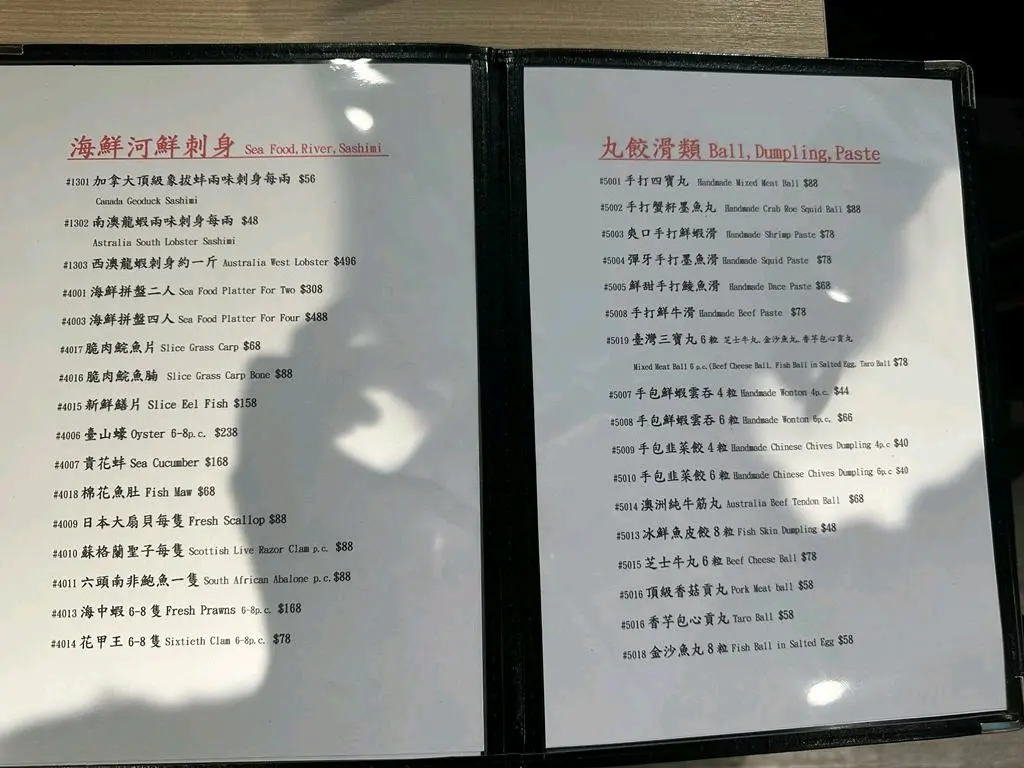 海鮮河鮮刺身 Sea Food,River,Sashimi
#1301 加拿大頂級象拔蚌兩味刺身每兩 $56
Canada Geoduck Sashimi
#1302 南澳龍蝦兩味刺身每兩 $48
Astralia South Lobster Sashimi
#1303 西澳龍蝦刺身約一斤 Australia West Lobster $496
#4001 海鮮拼盤二人 Sea Food Platter For Two $308
#4003 海鮮拼盤四人 Sea Food Platter For Four $488
#4017 脆肉鯇魚片 Slice Grass Carp $68
#4016 脆肉鯇魚腩 Slice Grass Carp Bone $88
#4015 新鮮鱔片 Slice Eel Fish $158
#4006 臺山蠔 Oyster 6-8p.c. $238
#4007 貴花蚌 Sea Cucumber $168
#4018 棉花魚肚 Fish Maw $68
#4009 日本大扇貝每隻 Fresh Scallop $88
#4010 蘇格蘭聖子每隻 Scottish Live Razor Clam p.c. $88
#4011 六頭南非鮑魚一隻 South African Abalone p.c. $88
#4013 海中蝦 6-8 隻 Fresh Prawns 6-8p.c. $168
#4014 花甲王 6-8 隻 Sixtieth Clam 6-8p.c. $78
丸餃滑類 Ball,Dumpling,Paste
#5001 手打四寶丸 Handmade Mixed Meat Ball $88
#5002 手打蟹籽墨魚丸 Handmade Crab Roe Squid Ball $88
#5003 爽口手打鮮蝦滑 Handmade Shrimp Paste $78
#5004 彈牙手打墨魚滑 Handmade Squid Paste $78
#5005 鮮甜手打鯪魚滑 Handmade Dace Paste $68
#5008 手打鮮牛滑 Handmade Beef Paste $78
#5019 臺灣三寶丸 6 粒 芝士牛丸. 金沙魚丸. 香芋包心貢丸
Mixed Meat Ball 6 p.c.(Beef Cheese Ball, Fish Ball in Salted Egg, Taro Ball $78
#5007 手包鮮蝦雲吞 4 粒 Handmade Wonton 4p.c. $44
#5008 手包鮮蝦雲吞 6 粒 Handmade Wonton 6p.c. $66
#5009 手包韭菜餃 4 粒 Handmade Chinese Chives Dumpling 4p.c $40
#5010 手包韭菜餃 6 粒 Handmade Chinese Chives Dumpling 6p.c $40
#5014 澳洲純牛筋丸 Australia Beef Tendon Ball $68
#5013 冰鮮魚皮餃 8 粒 Fish Skin Dumpling $48
#5015 芝士牛丸 6 粒 Beef Cheese Ball $78
#5016 頂級香菇貢丸 Pork Meat ball $58
#5016 香芋包心貢丸 Taro Ball $58
#5018 金沙魚丸 8 粒 Fish Ball in Salted Egg $58